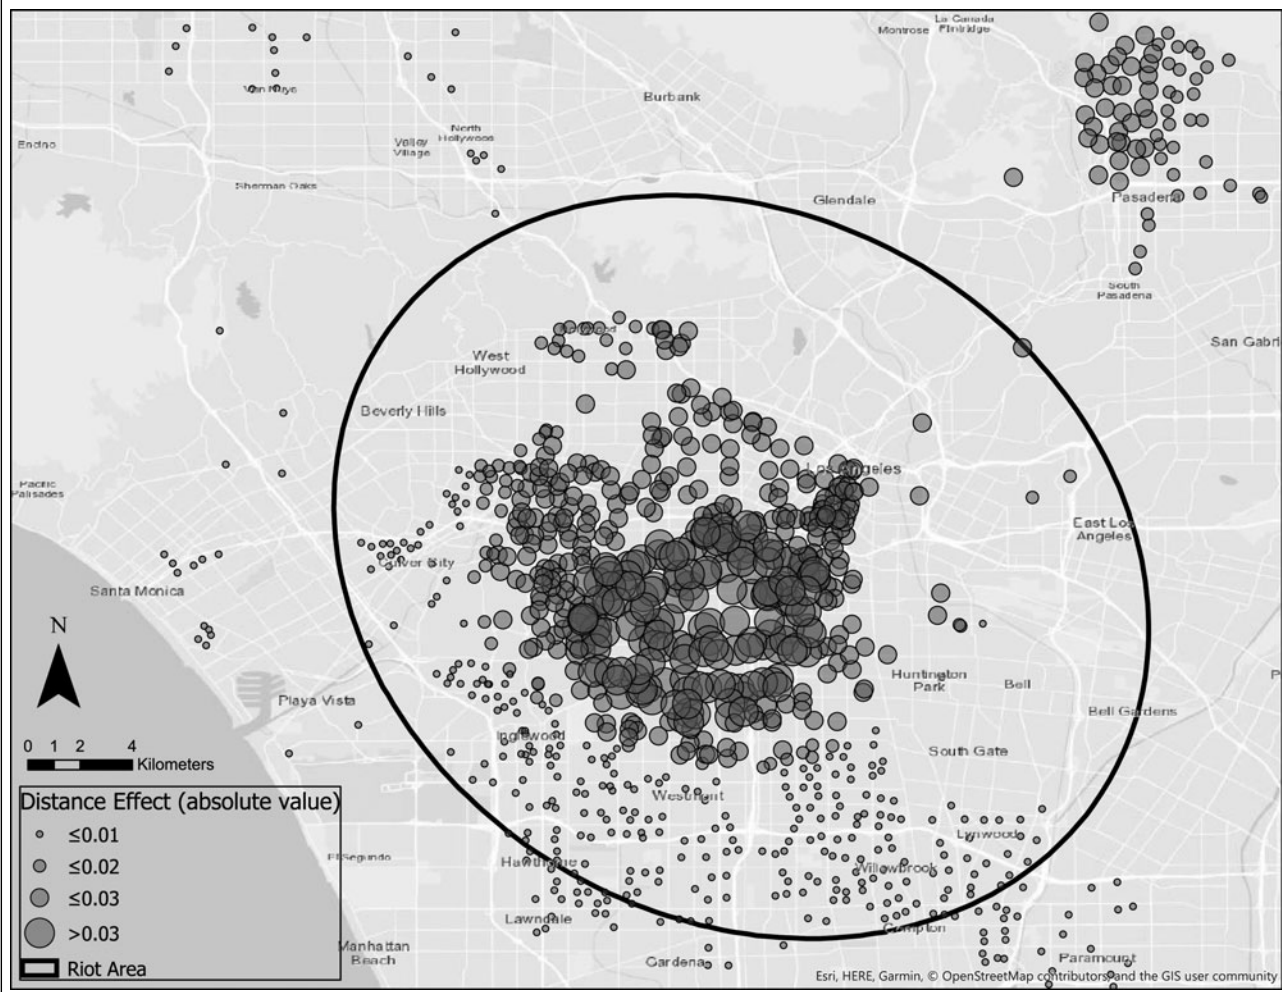 La Canada
Flintridge
Montrose
Burbank
Van Nuys
North
Hollywood
Valley
Village
Encino
Sherman Oaks
Glendale
Pasadena
South
Pasadena
San Gabri
West
Hollywood
Beverly Hills
Los Angeles
Pacific
Palisades
East Los
Angeles
Culver City
Santa Monica
N
Huntington
Park
Bell
Playa Vista
Bell Gardens
Inglewood
South Gate
0 1 2 4
Kilometers
Westmont
Distance Effect (absolute value)
≤0.01
≤0.02
≤0.03
>0.03
Riot Area
Lynwood
El Segundo
Hawthorne
Willowbrook
Lawndale
Compton
Manhattan
Beach
Gardena
Paramount
Esri, HERE, Garmin, © OpenStreetMap contributors, and the GIS user community